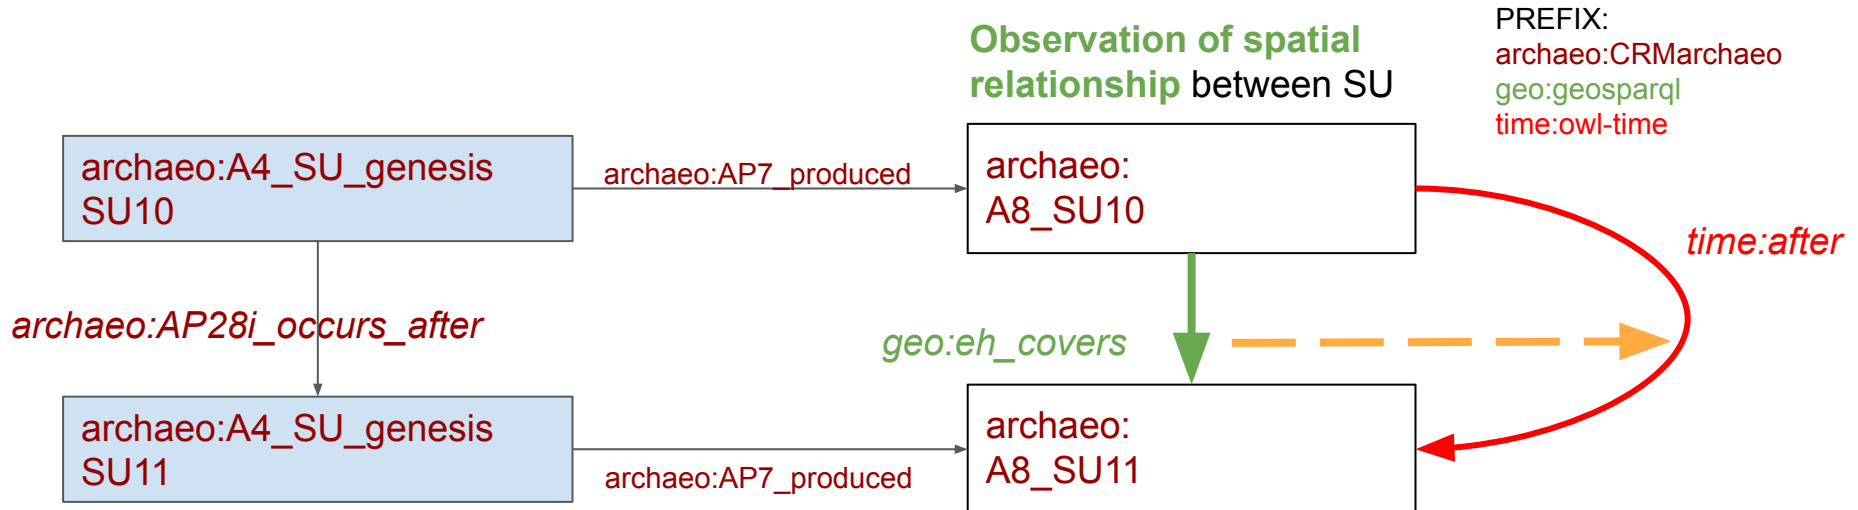 Observation of spatial
relationship between SU
PREFIX:
archaeo:CRMarchaeo
geo:geosparql
time:owl-time
archaeo:A4_SU_genesis
SU10
archaeo:AP7_produced
archaeo:
A8_SU10
time:after
archaeo:AP28i_occurs_after
geo:eh_covers
archaeo:A4_SU_genesis
SU11
archaeo:AP7_produced
archaeo:
A8_SU11